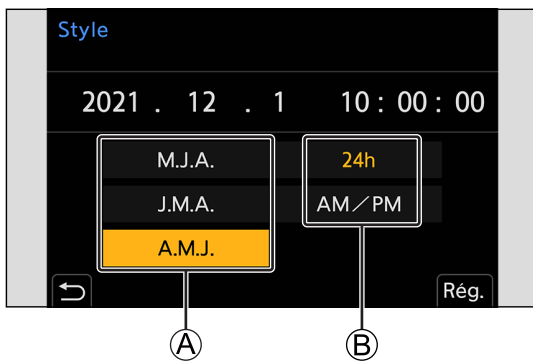 Style
2021 . 12 . 1 10 : 00 : 00
M.J.A. 24h
J.M.A. AM/PM
A.M.J.
Rég.
A B